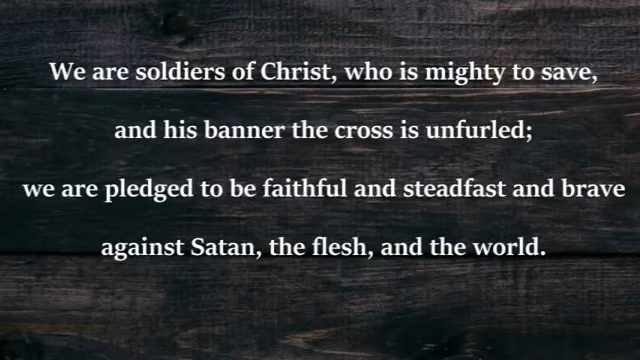 We are soldiers of Christ, who is mighty to save,
and his banner the cross is unfurled;
we are pledged to be faithful and steadfast and brave
against Satan, the flesh, and the world.